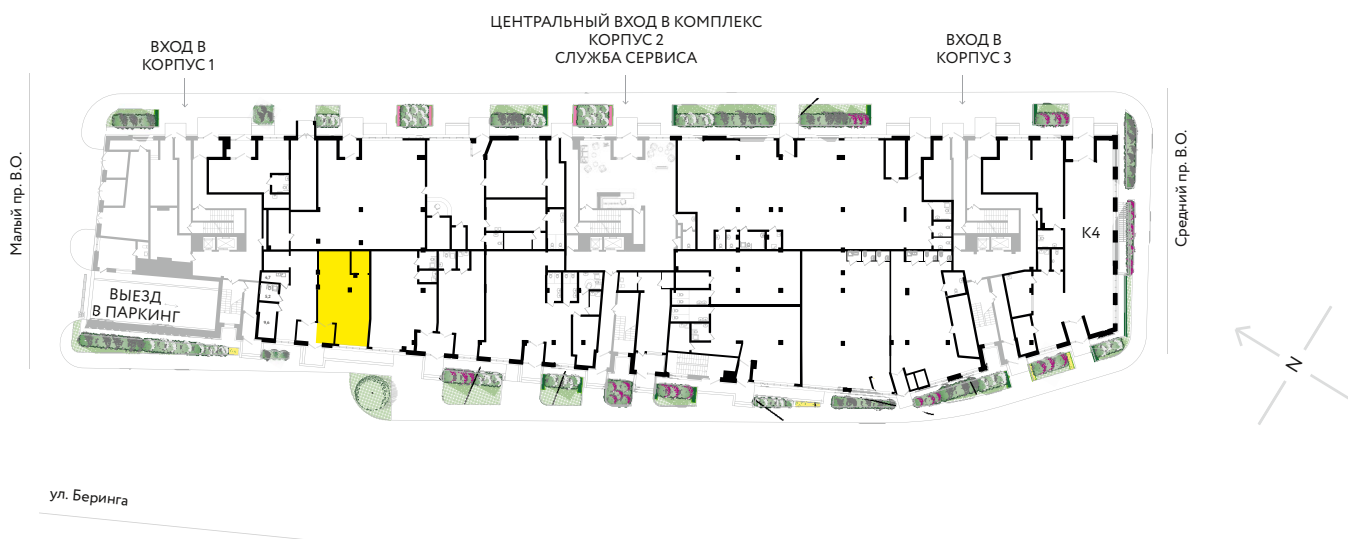 ЦЕНТРАЛЬНЫЙ ВХОД В КОМПЛЕКС
КОРПУС 2
СЛУЖБА СЕРВИСА
ВХОД В
КОРПУС 1
ВХОД В
КОРПУС 3
Малый пр. В.О.
Средний пр. В.О.
К4
ВЫЕЗД
В ПАРКИНГ
N
ул. Беринга